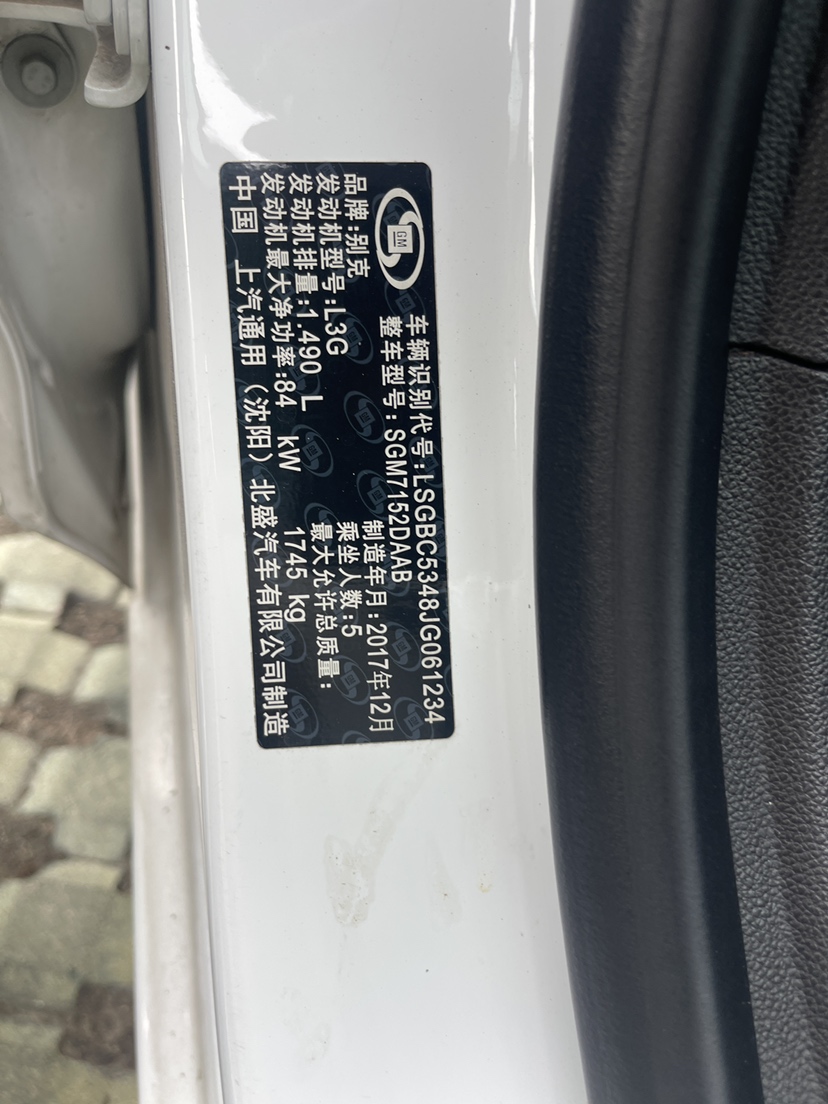 GM
车辆识别代号:LSGBC5348JG061234
整车型号:SGM7152DAAB
品牌:别克 制造年月:2017年12月
发动机型号:L3G 乘坐人数:5
发动机排量:1.490 L 最大允许总质量:
发动机最大净功率:84 kW 1745 kg
中国 上汽通用（沈阳）北盛汽车有限公司制造